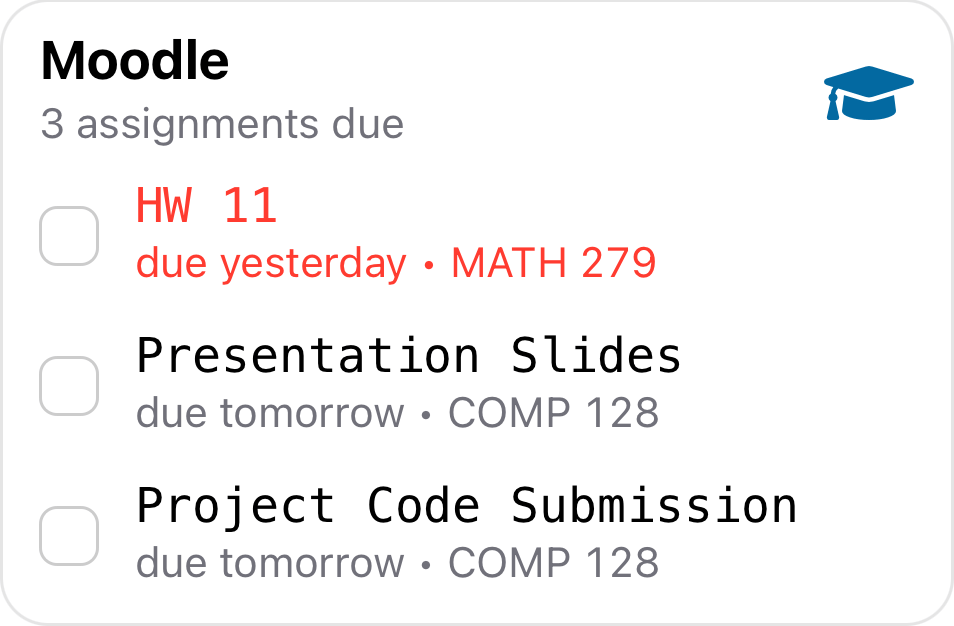 Moodle
3 assignments due
HW 11
due yesterday • MATH 279
Presentation Slides
due tomorrow • COMP 128
Project Code Submission
due tomorrow • COMP 128